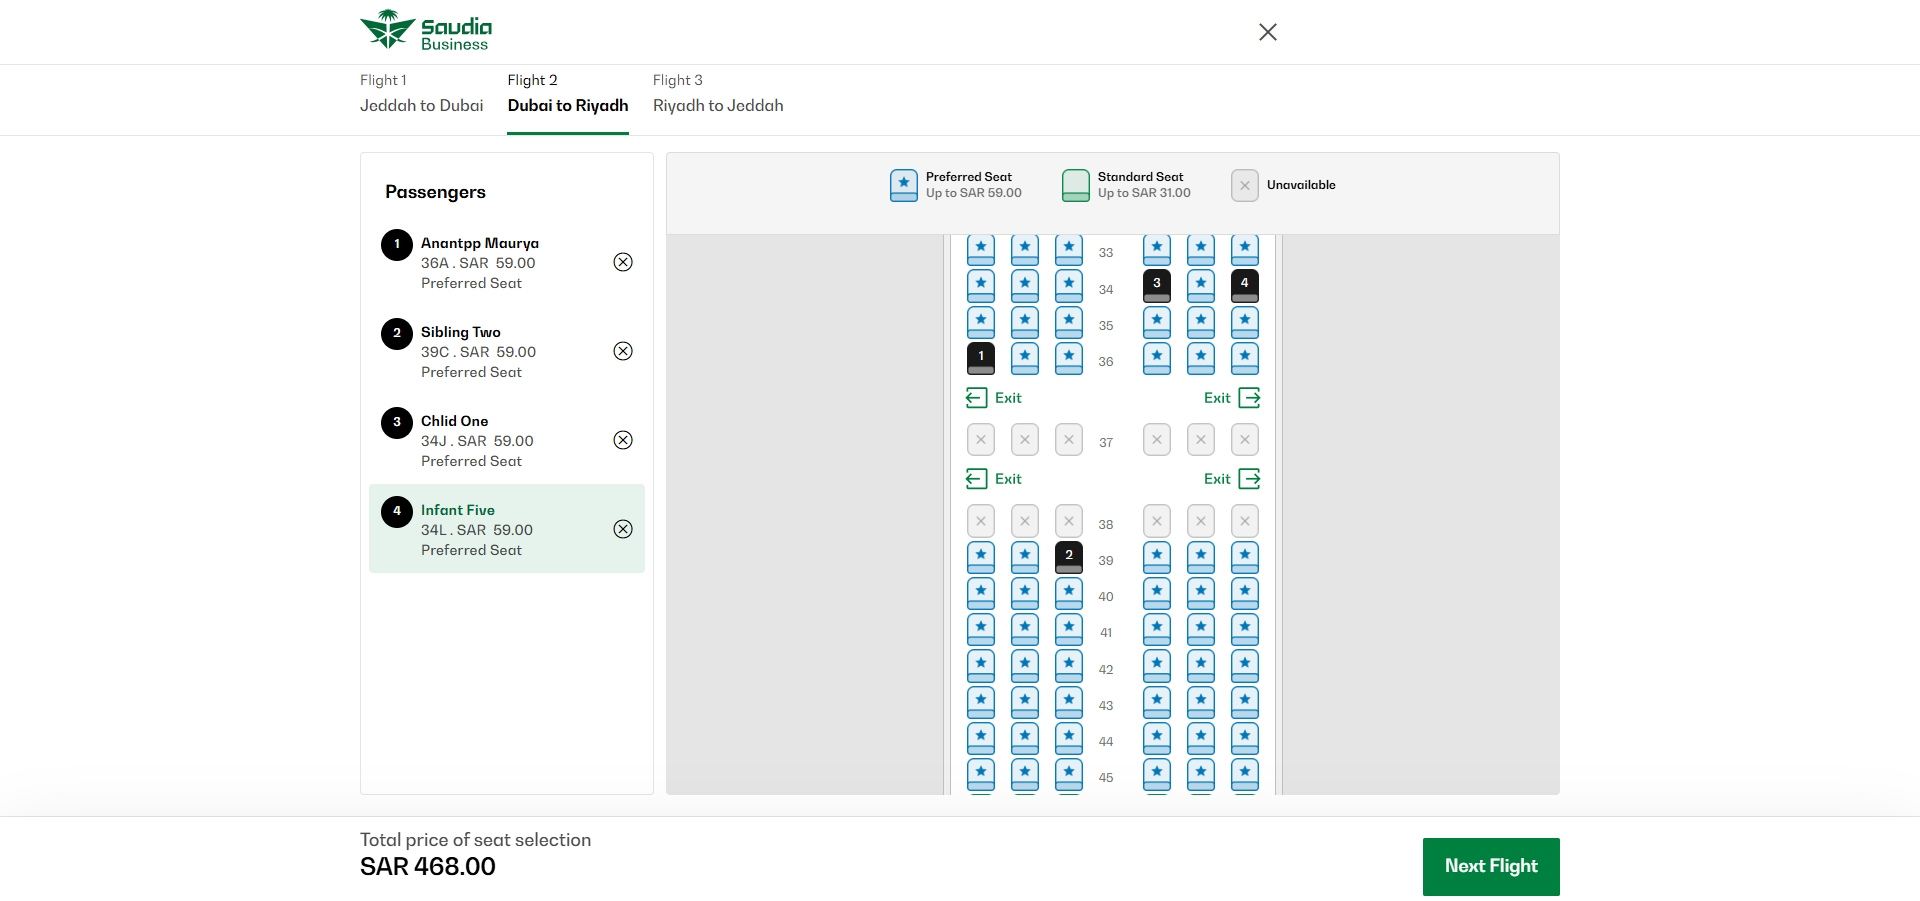 Saudia
Business
Flight 1
Jeddah to Dubai
Flight 2
Dubai to Riyadh
Flight 3
Riyadh to Jeddah
Passengers
1
Anantpp Maurya
36A . SAR 59.00
Preferred Seat
2
Sibling Two
39C . SAR 59.00
Preferred Seat
3
Chlid One
34J . SAR 59.00
Preferred Seat
4
Infant Five
34L . SAR 59.00
Preferred Seat
Preferred Seat
Up to SAR 59.00
Standard Seat
Up to SAR 31.00
Unavailable
33
34 3 4
35
1 36
Exit Exit
37
Exit Exit
38
2 39
40
41
42
43
44
45
Total price of seat selection
SAR 468.00
Next Flight